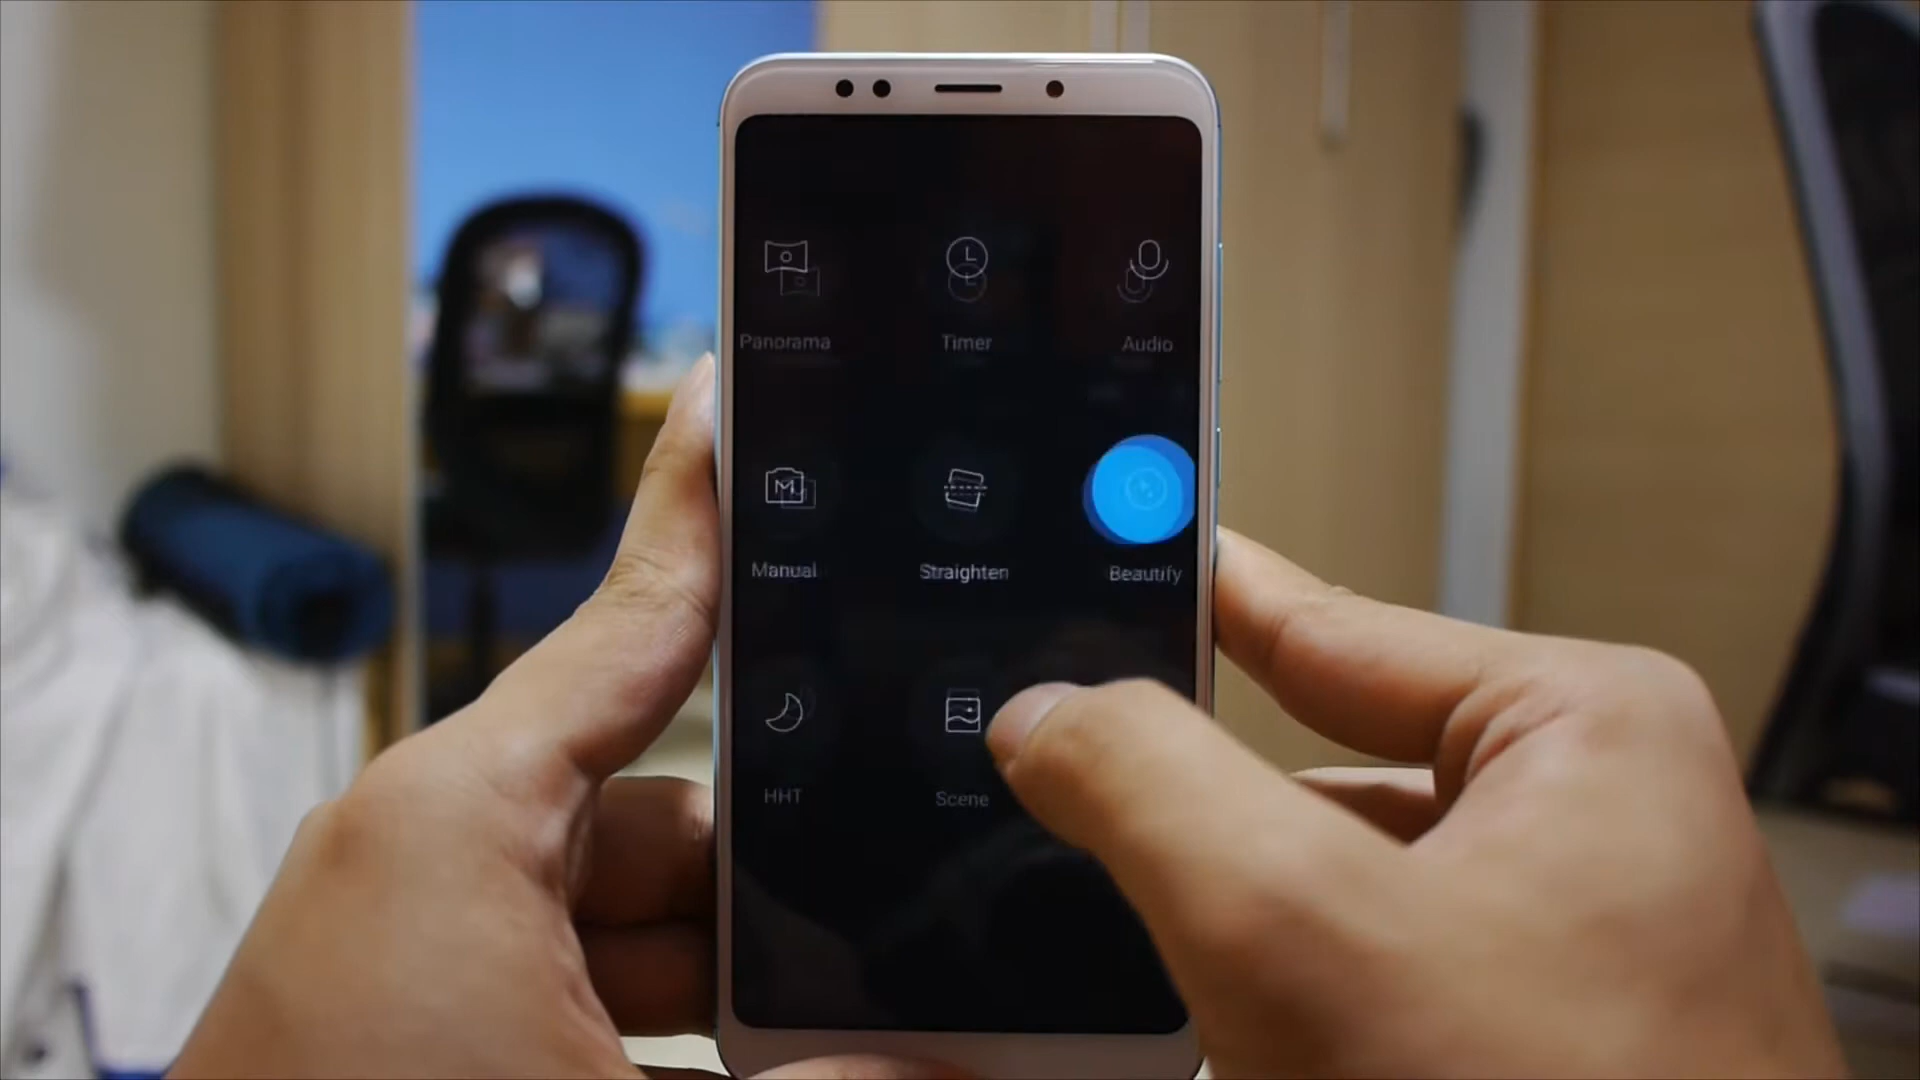 Panorama
Timer
Audio
Manual
Straighten
Beautify
HHT
Scene